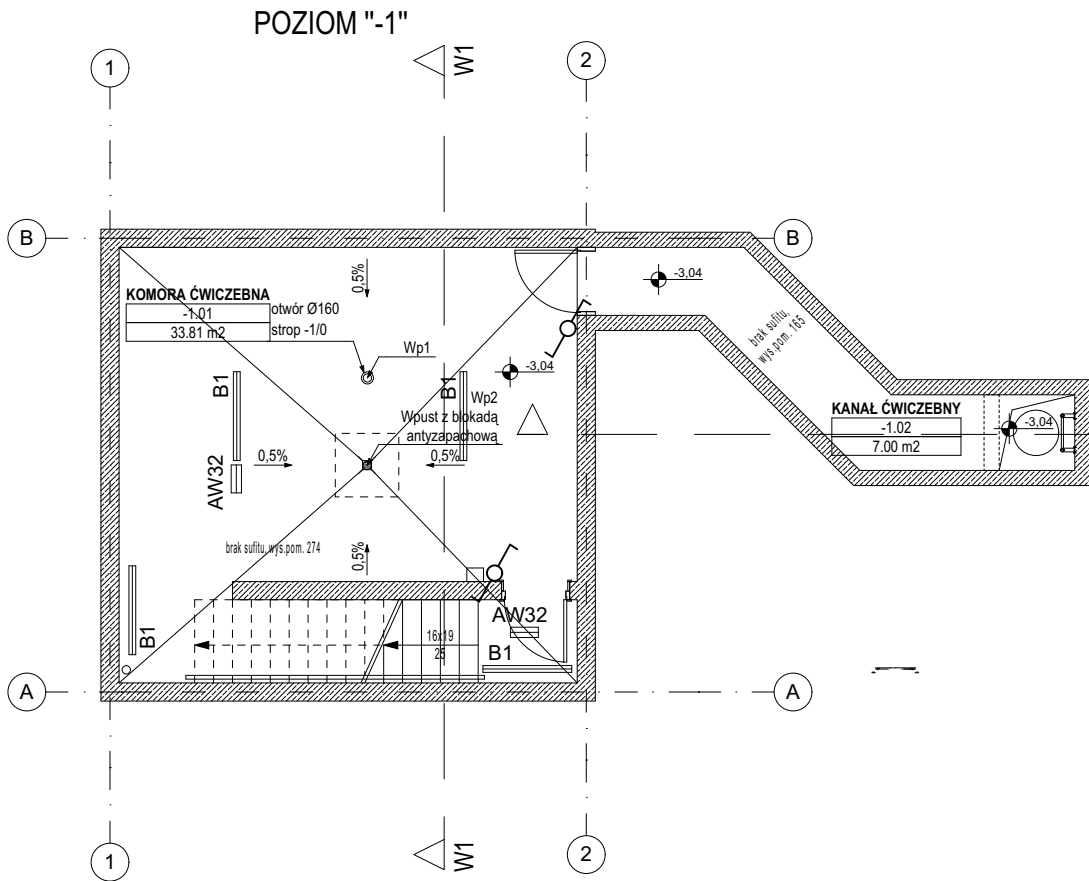 POZIOM "-1"
1
W1
2
B
B
0,5%
-3,04
KOMORA ĆWICZEBNA
-1.01
33.81 m2
otwór Ø160
strop -1/0
brak sufitu,
wys.pom. 165
Wp1
-3,04
B1
B1
Wp2
Wpust z blokadą
antyzapachową
KANAŁ ĆWICZEBNY
-1.02
7.00 m2
-3,04
0,5%
0,5%
AW32
brak sufitu, wys.pom. 274
0,5%
AW32
16x19
25
B1
B1
A
A
1
W1
2